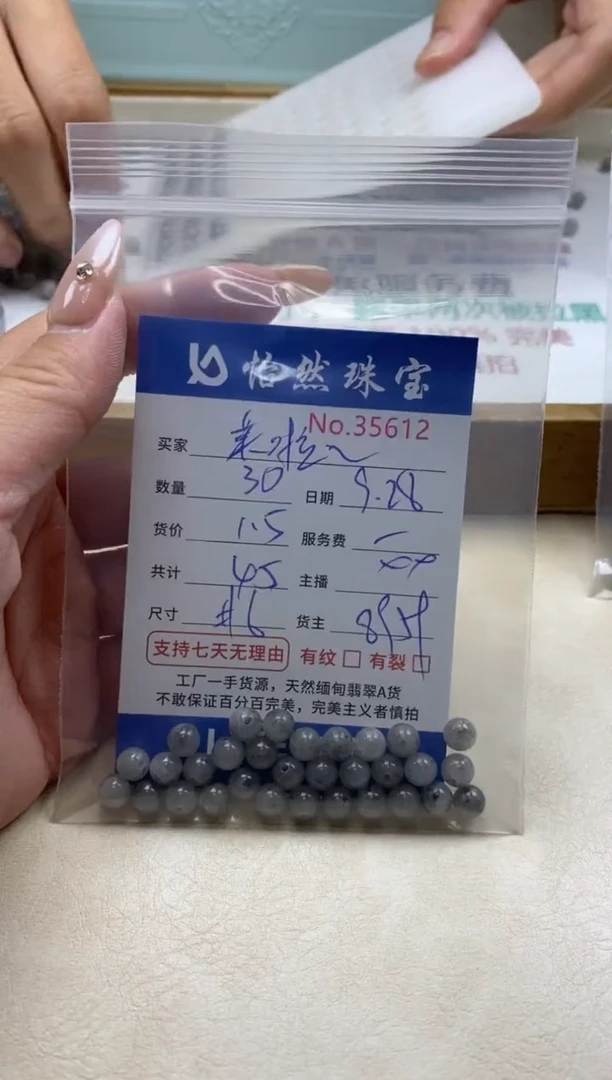 怡然珠宝
No.35612
买家
数量 30 日期 9.28
货价 1.5 服务费
共计 45 主播
尺寸 #6 货主
支持七天无理由 有纹 □ 有裂 □
工厂一手货源，天然缅甸翡翠A货
不敢保证百分百完美，完美主义者慎拍